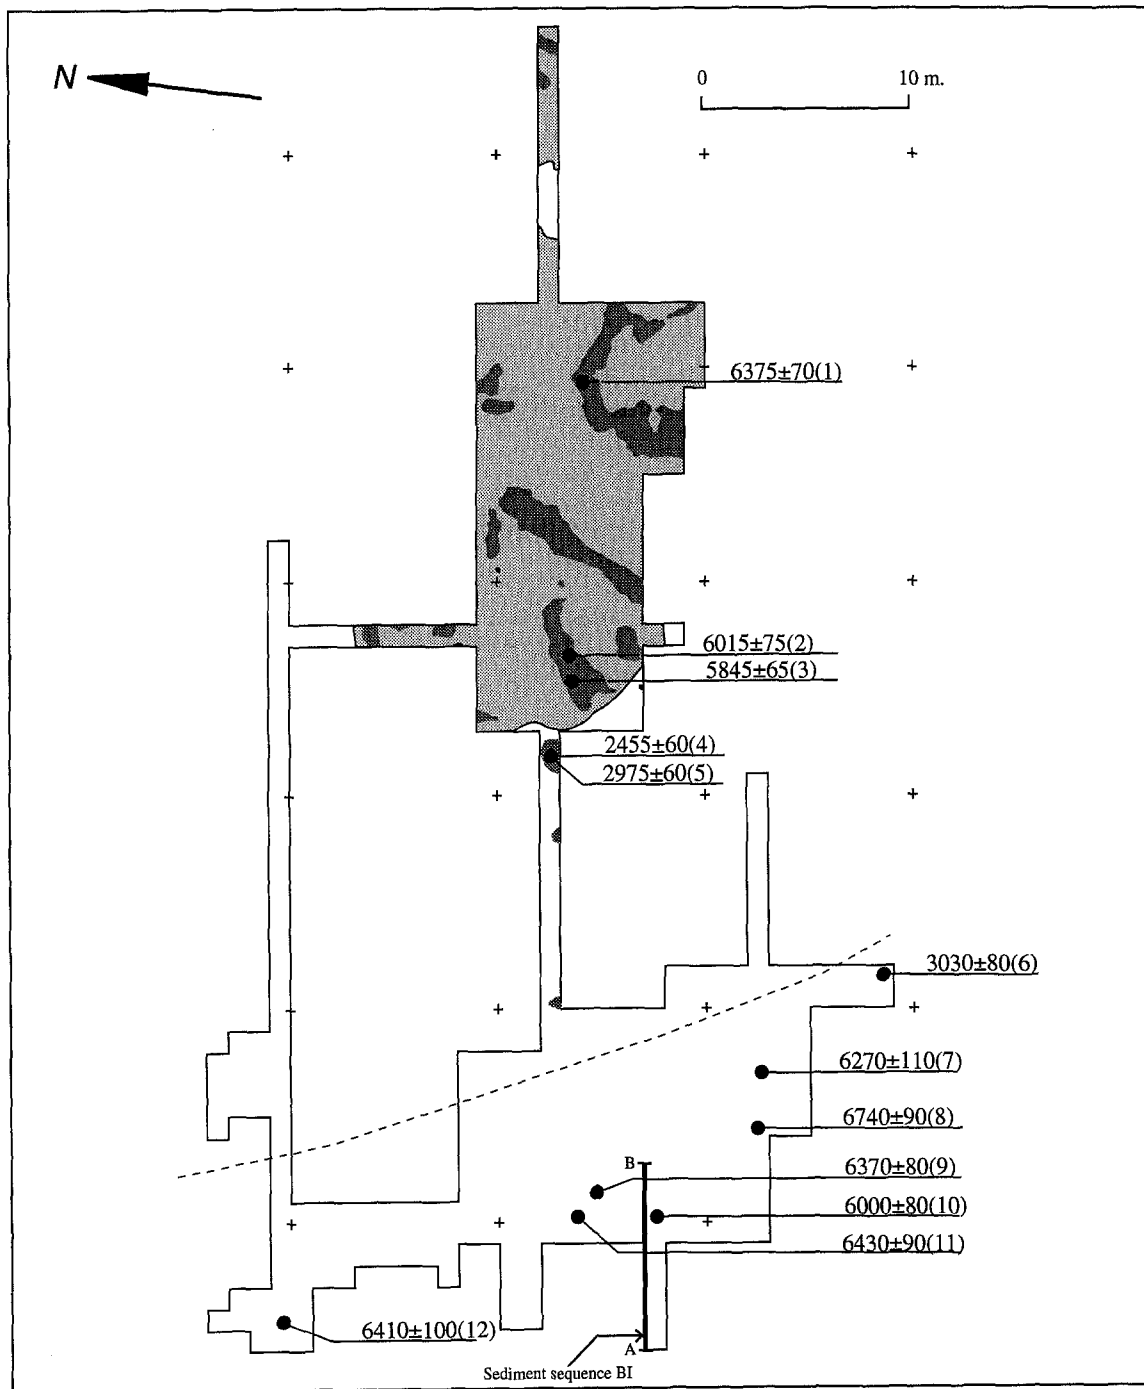 N
0 10 m.
6375±70(1)
6015±75(2)
5845±65(3)
2455±60(4)
2975±60(5)
3030±80(6)
6270±110(7)
6740±90(8)
B
6370±80(9)
6000±80(10)
6430±90(11)
6410±100(12)
A
Sediment sequence BI